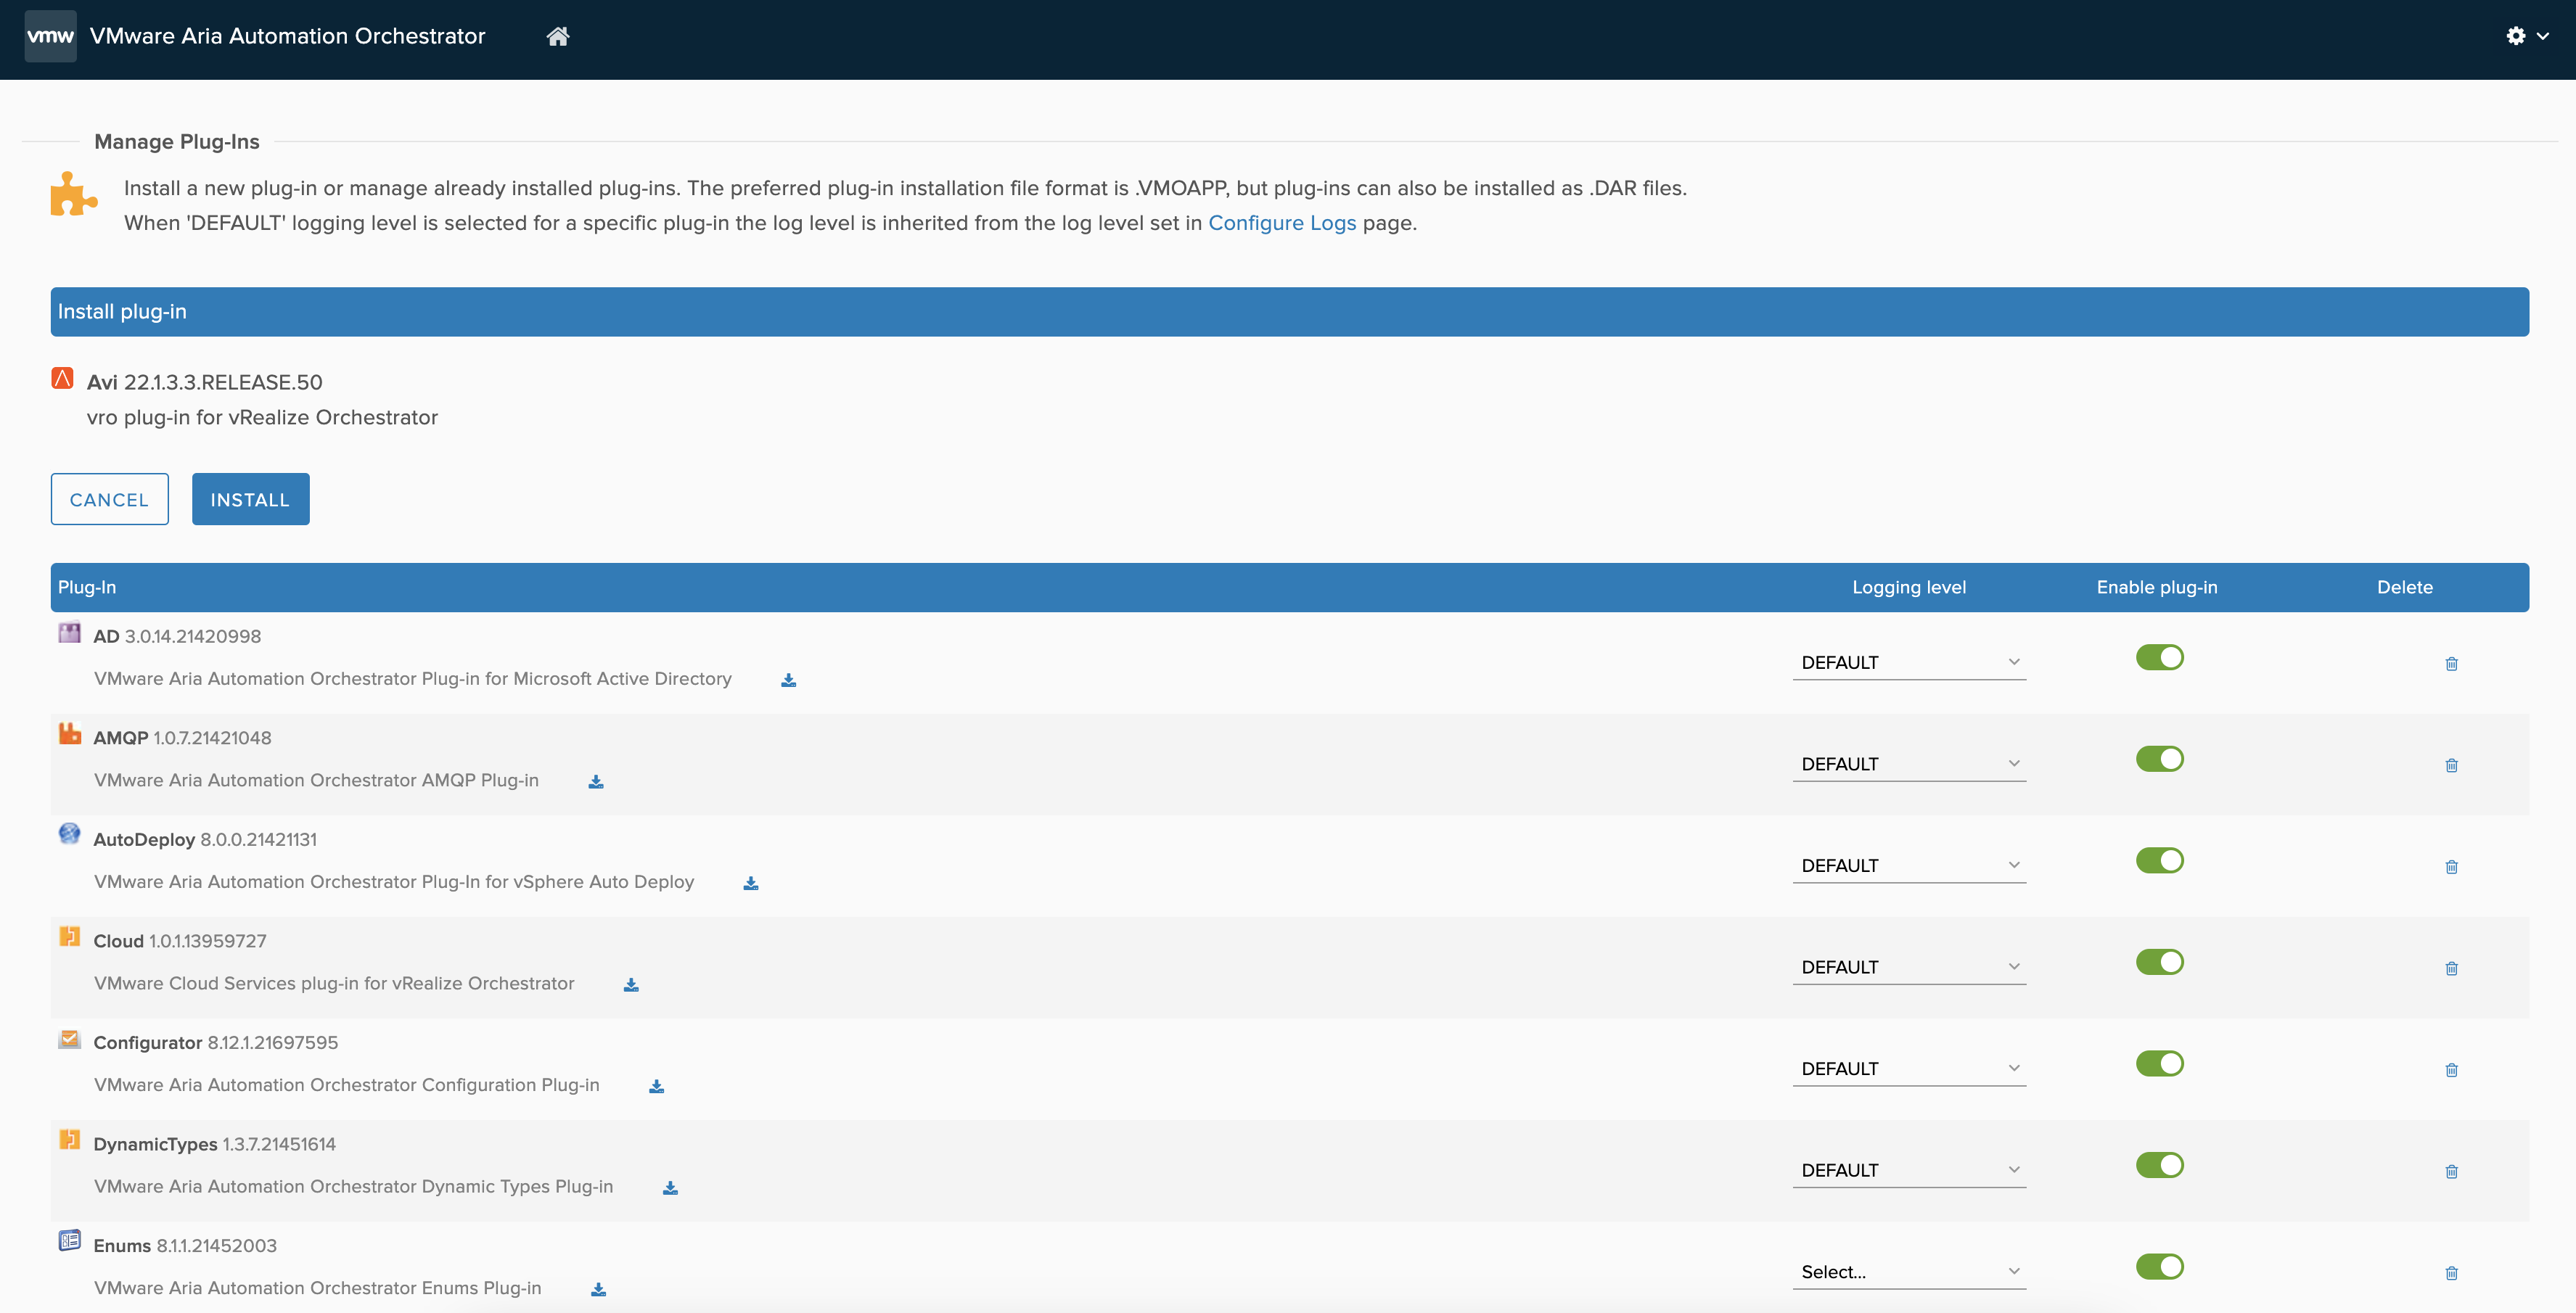 vmw VMware Aria Automation Orchestrator
Manage Plug-Ins
Install a new plug-in or manage already installed plug-ins. The preferred plug-in installation file format is .VMOAPP, but plug-ins can also be installed as .DAR files.
When 'DEFAULT' logging level is selected for a specific plug-in the log level is inherited from the log level set in Configure Logs page.
Install plug-in
Avi 22.1.3.3.RELEASE.50
vro plug-in for vRealize Orchestrator
CANCEL INSTALL
Plug-In Logging level Enable plug-in Delete
AD 3.0.14.21420998
DEFAULT
VMware Aria Automation Orchestrator Plug-in for Microsoft Active Directory
AMQP 1.0.7.21421048
DEFAULT
VMware Aria Automation Orchestrator AMQP Plug-in
AutoDeploy 8.0.0.21421131
DEFAULT
VMware Aria Automation Orchestrator Plug-In for vSphere Auto Deploy
Cloud 1.0.1.13959727
DEFAULT
VMware Cloud Services plug-in for vRealize Orchestrator
Configurator 8.12.1.21697595
DEFAULT
VMware Aria Automation Orchestrator Configuration Plug-in
DynamicTypes 1.3.7.21451614
DEFAULT
VMware Aria Automation Orchestrator Dynamic Types Plug-in
Enums 8.1.1.21452003
Select...
VMware Aria Automation Orchestrator Enums Plug-in